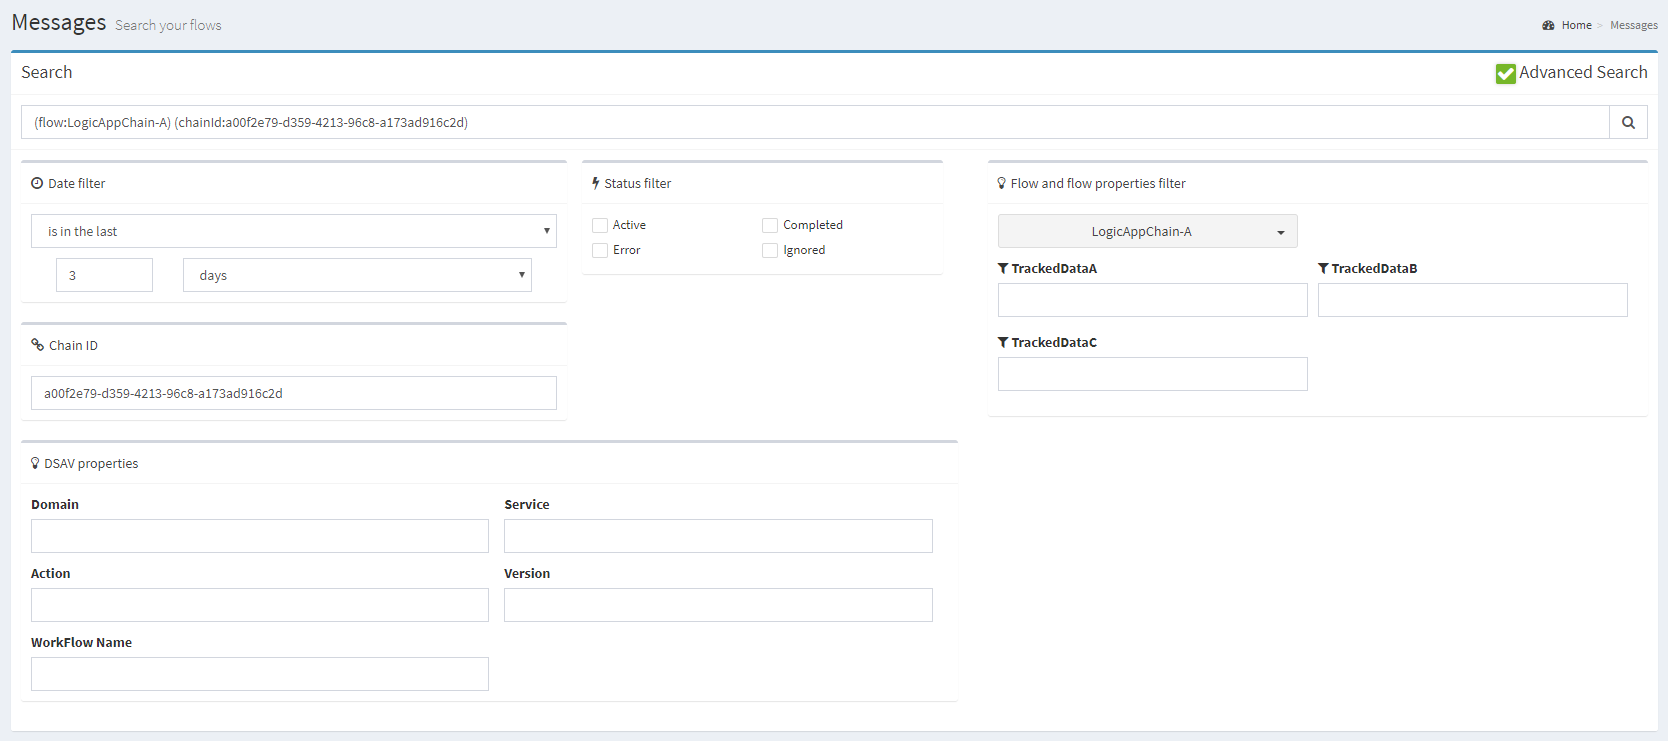 Messages Search your flows
Home > Messages
Search
Advanced Search
(flow:LogicAppChain-A) (chainId:a00f2e79-d359-4213-96c8-a173ad916c2d)
Date filter
is in the last
3 days
Status filter
Active Completed
Error Ignored
Flow and flow properties filter
LogicAppChain-A
TrackedDataA TrackedDataB
TrackedDataC
Chain ID
a00f2e79-d359-4213-96c8-a173ad916c2d
DSAV properties
Domain Service
Action Version
WorkFlow Name